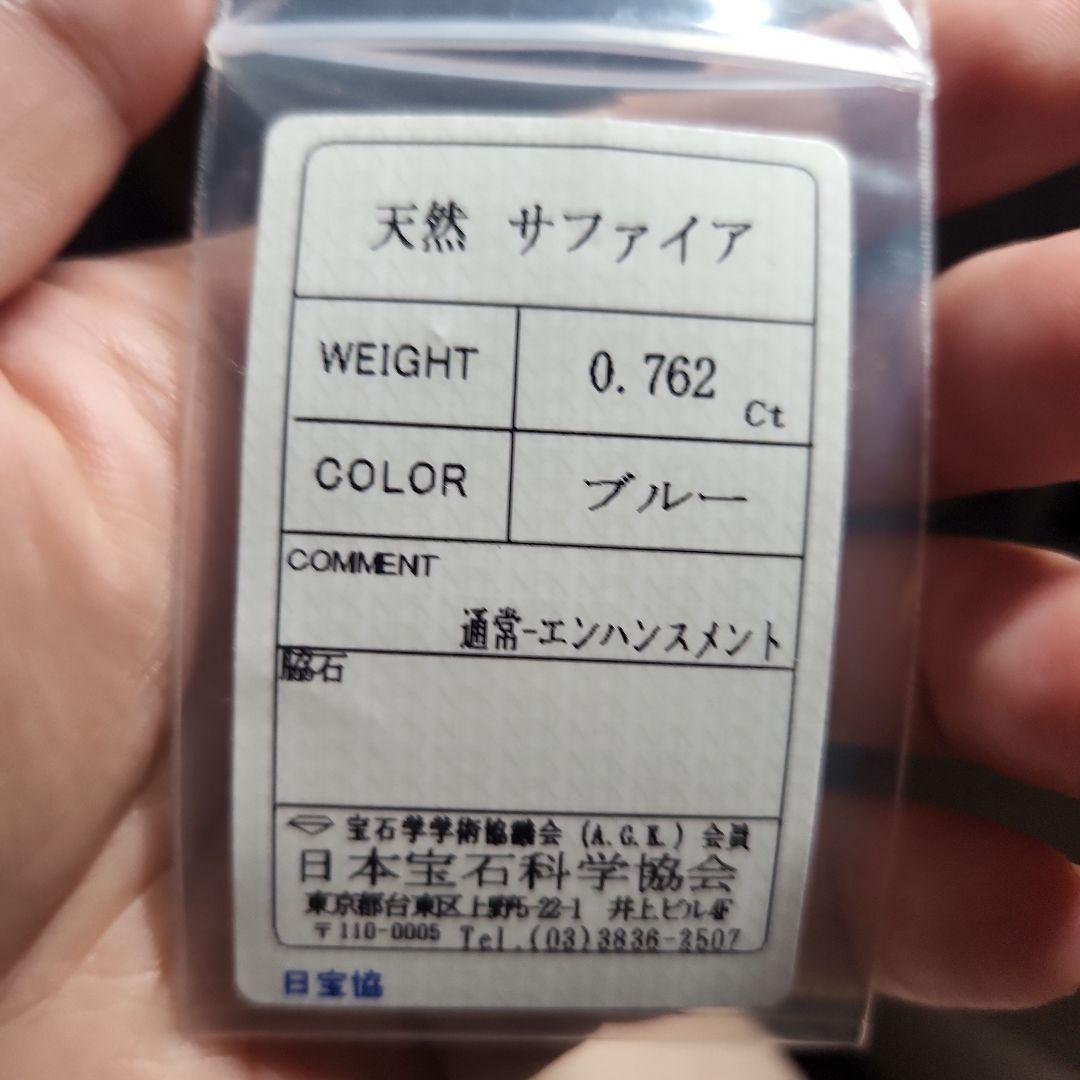 天然 サファイア
WEIGHT 0.762 Ct
COLOR ブルー
COMMENT
通常-エンハンスメント
脇石
宝石学学術協議会 (A.G.K.) 会員
日本宝石科学協会
東京都台東区上野5-22-1 井上ビル4F
〒110-0005 Tel.(03)3836-2507
日宝協